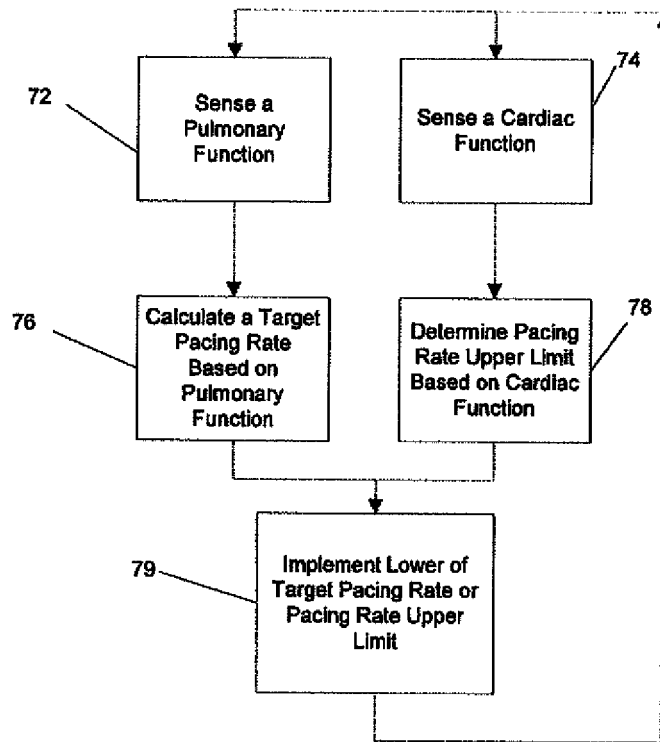 72
Sense a
Pulmonary
Function
74
Sense a Cardiac
Function
76
Calculate a Target
Pacing Rate
Based on
Pulmonary
Function
78
Determine Pacing
Rate Upper Limit
Based on Cardiac
Function
79
Implement Lower of
Target Pacing Rate or
Pacing Rate Upper
Limit